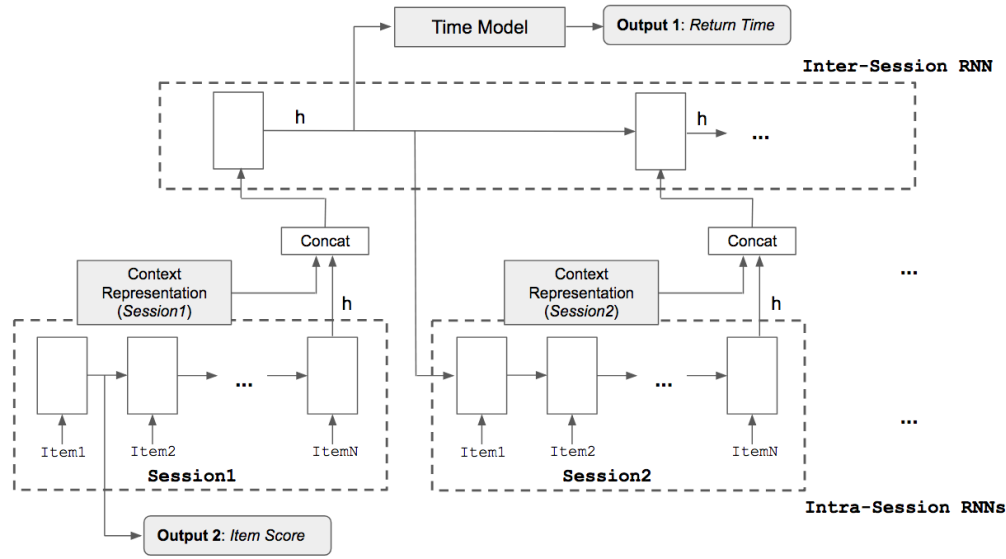 Time Model
Output 1: Return Time
Inter-Session RNN
h
h
...
Concat
Concat
Context
Representation
(Session1)
Context
Representation
(Session2)
...
h
h
...
...
...
Item1
Item2
ItemN
Item1
Item2
ItemN
Session1
Session2
Intra-Session RNNs
Output 2: Item Score